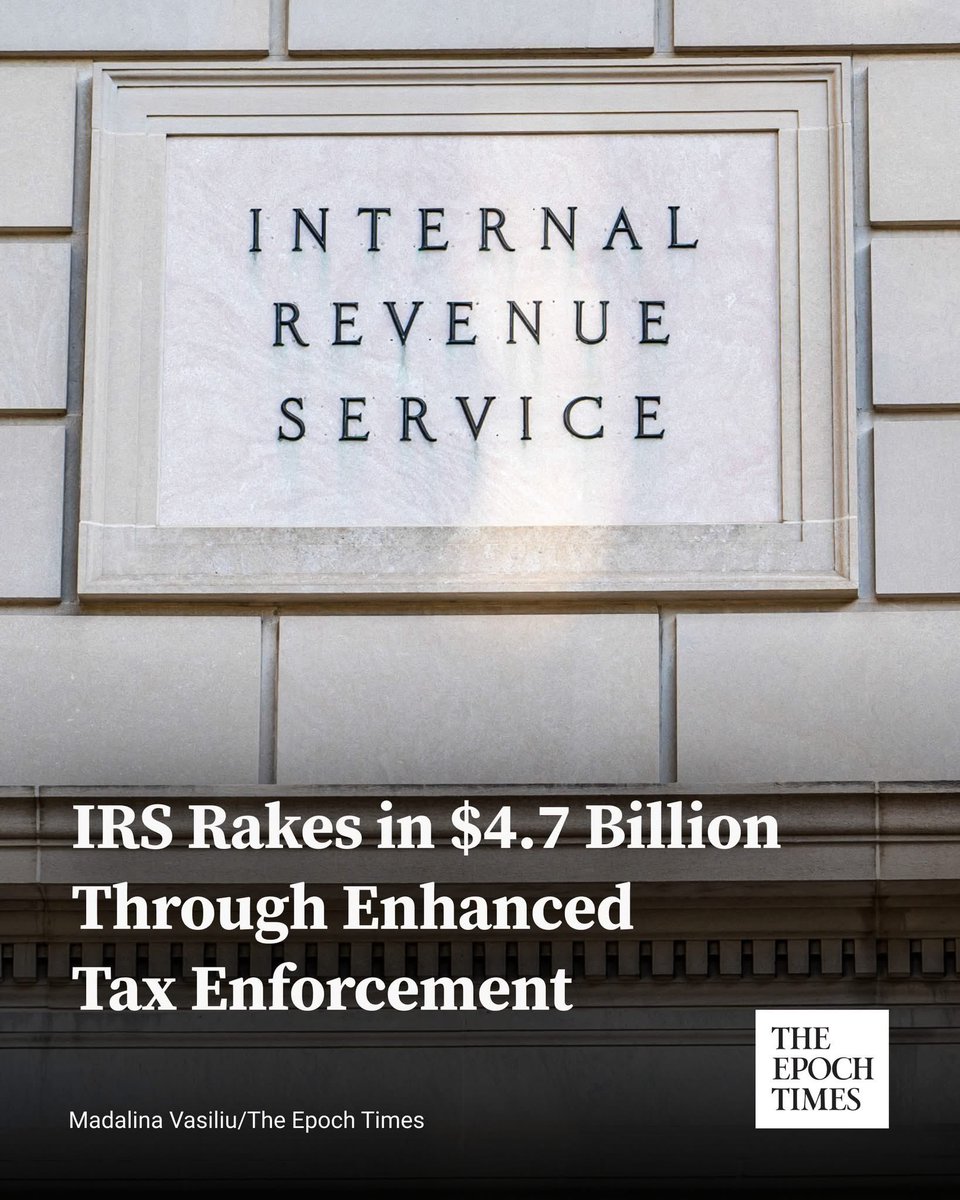 INTERNAL
REVENUE
SERVICE
IRS Rakes in $4.7 Billion
Through Enhanced
Tax Enforcement
THE
EPOCH
TIMES
Madalina Vasiliu/The Epoch Times